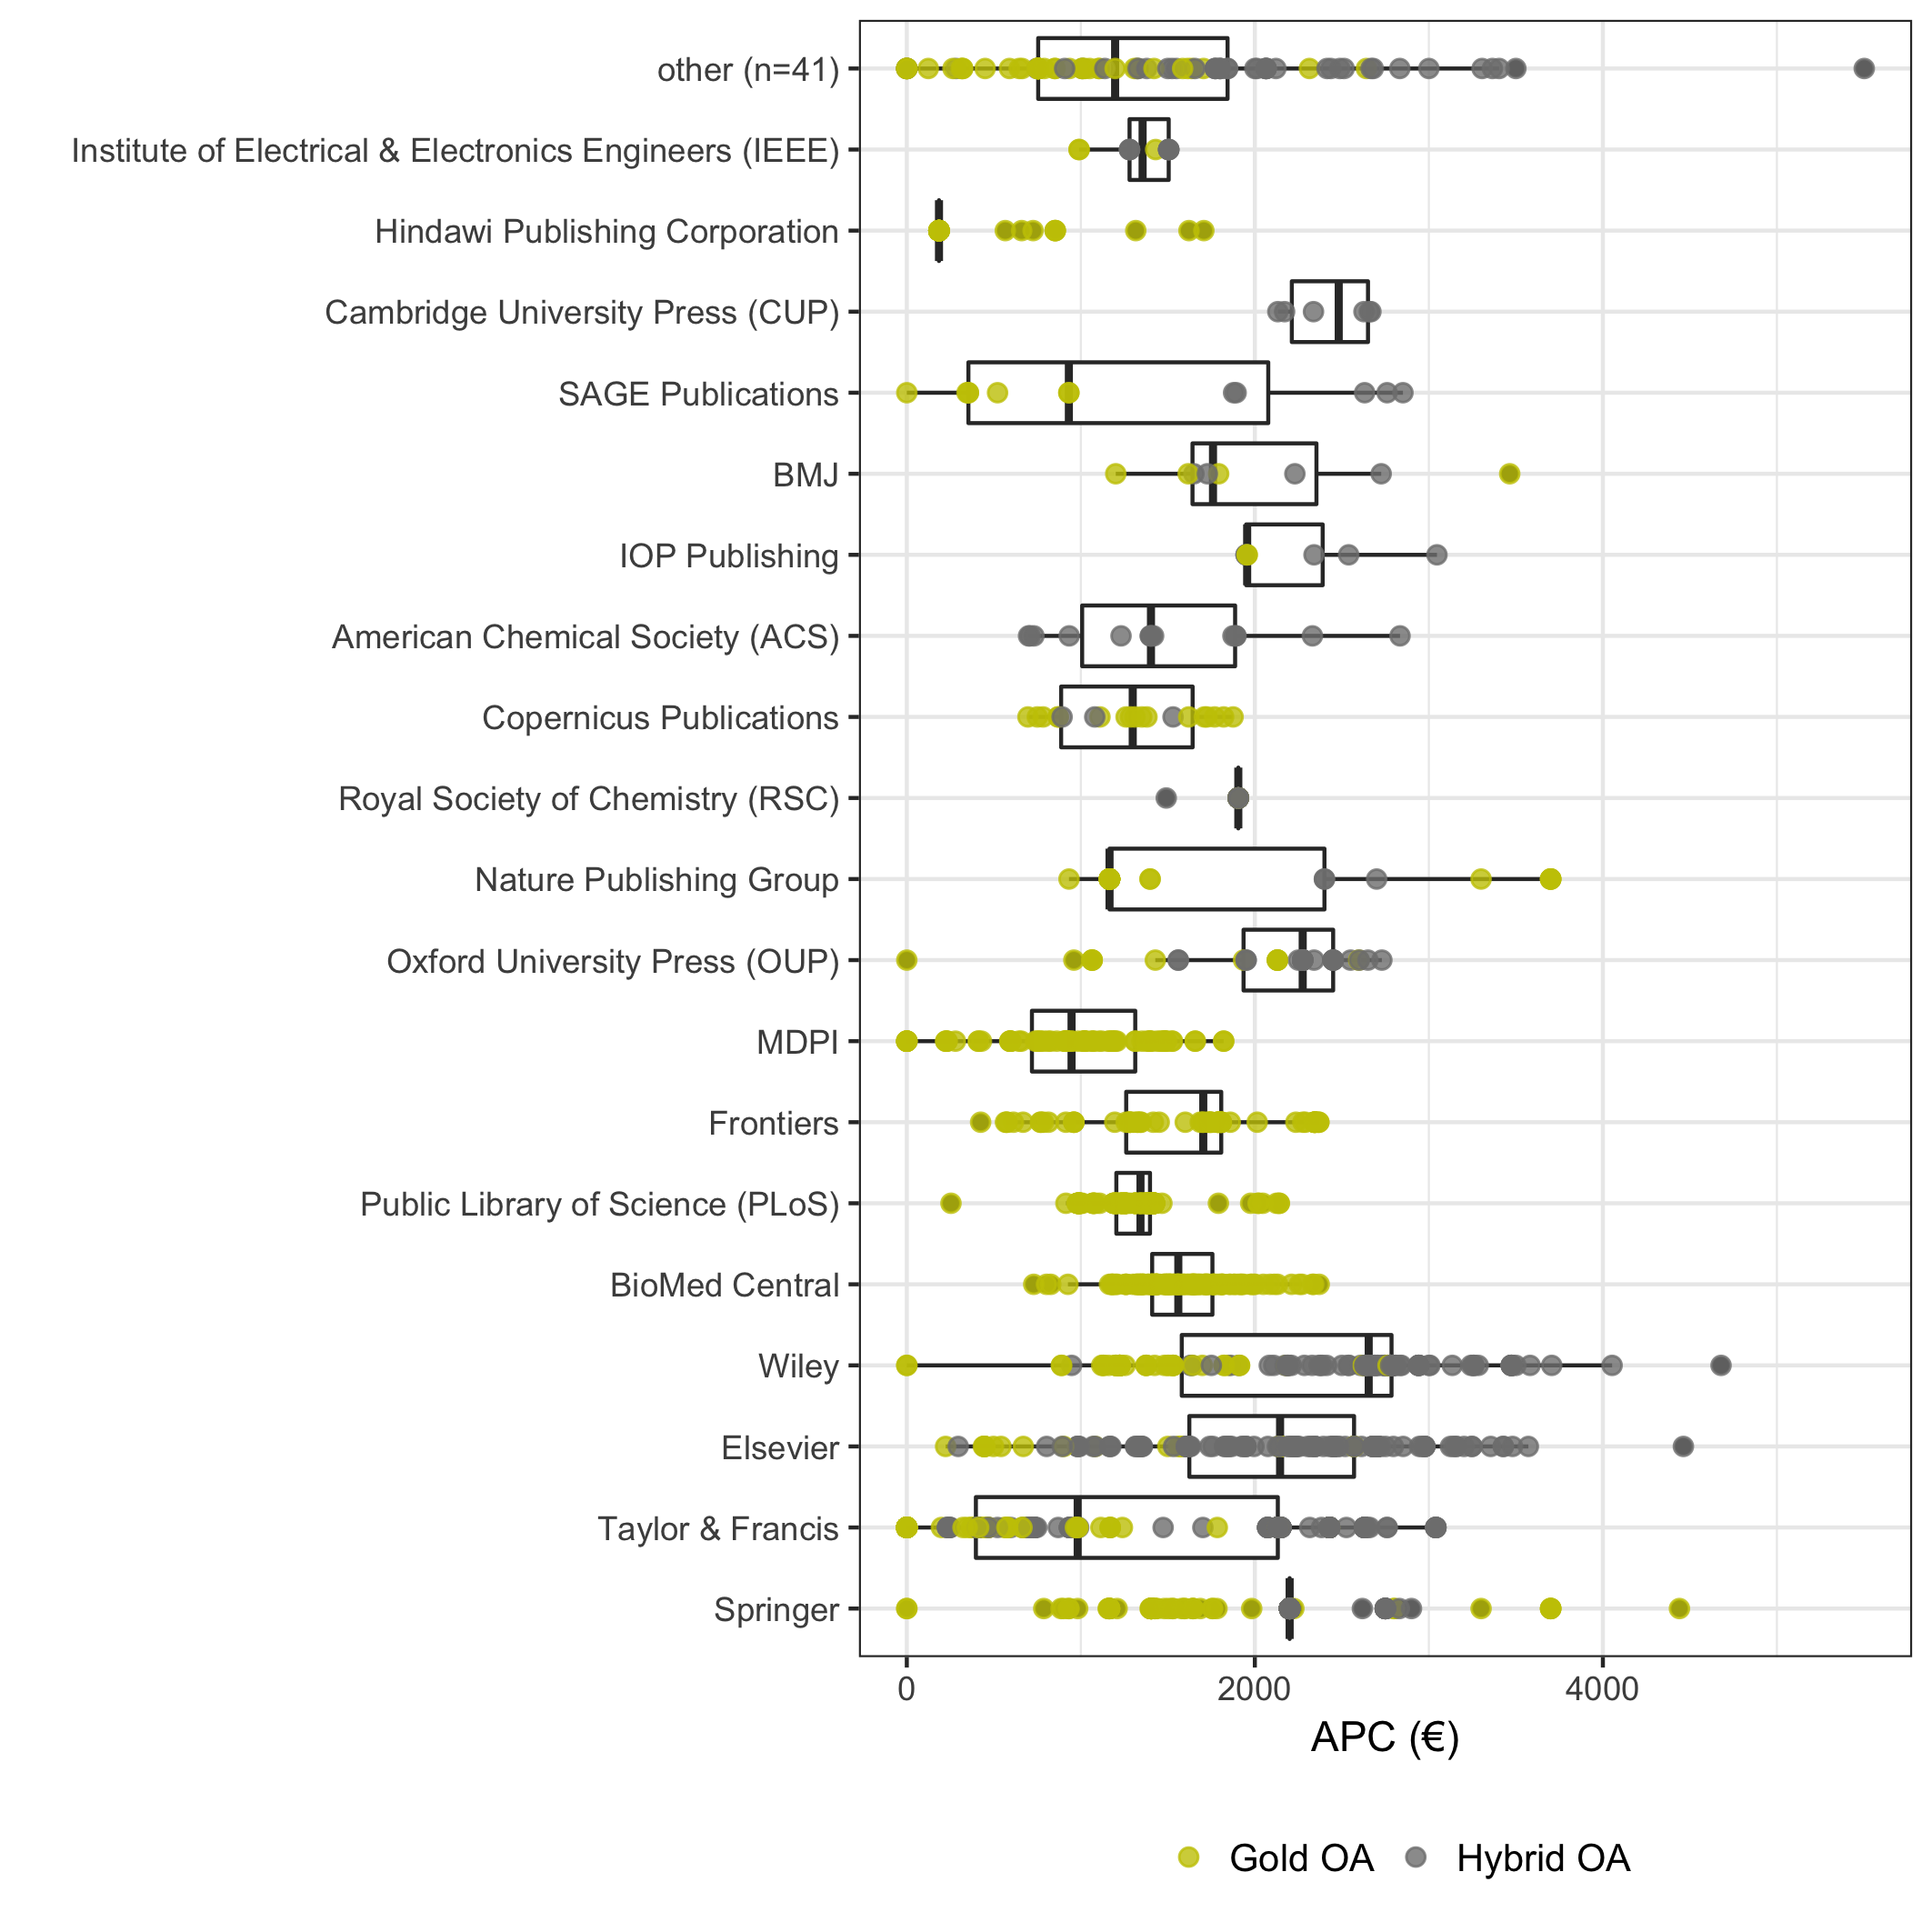 other (n=41)
Institute of Electrical & Electronics Engineers (IEEE)
Hindawi Publishing Corporation
Cambridge University Press (CUP)
SAGE Publications
BMJ
IOP Publishing
American Chemical Society (ACS)
Copernicus Publications
Royal Society of Chemistry (RSC)
Nature Publishing Group
Oxford University Press (OUP)
MDPI
Frontiers
Public Library of Science (PLoS)
BioMed Central
Wiley
Elsevier
Taylor & Francis
Springer
0 2000 4000
APC (€)
Gold OA Hybrid OA